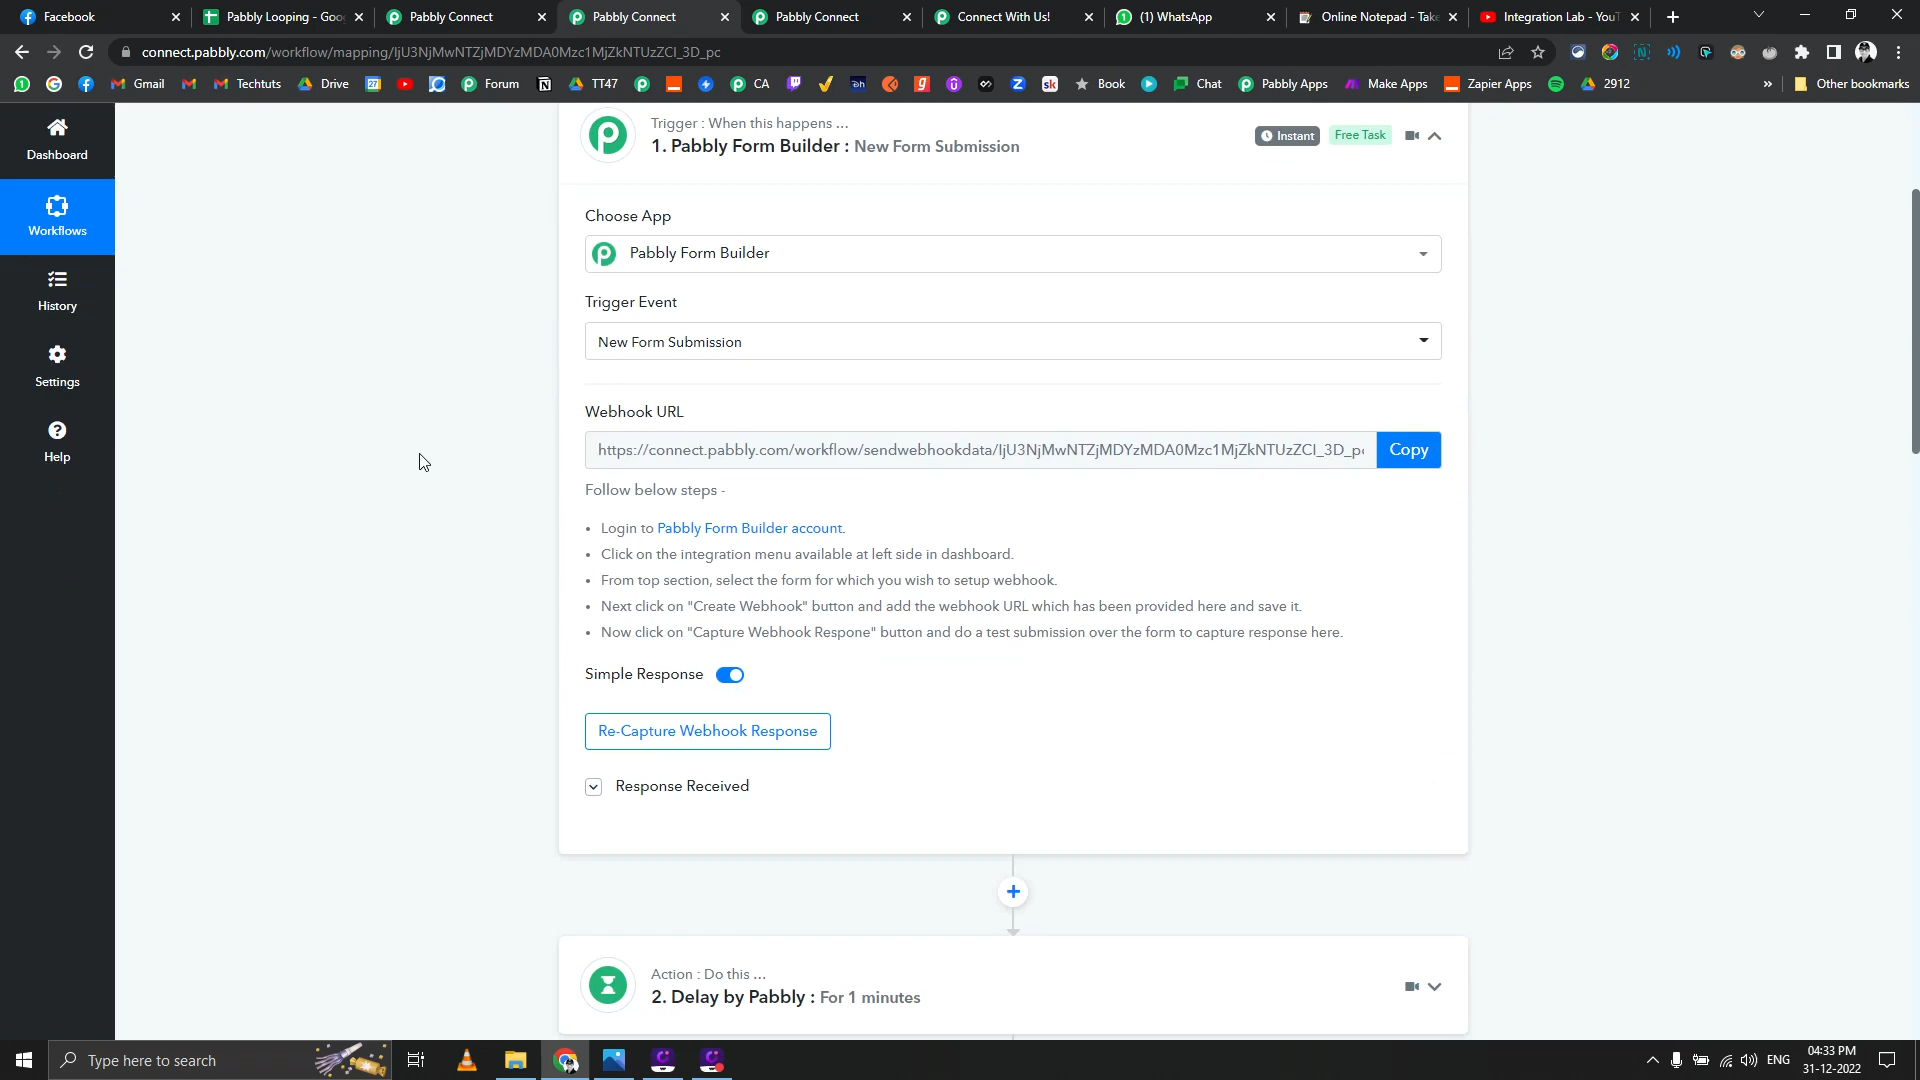 Facebook
Pabbly Looping - Goo
Pabbly Connect
Pabbly Connect
Pabbly Connect
Connect With Us!
(1) WhatsApp
Online Notepad - Take
Integration Lab - YouT
connect.pabbly.com/workflow/mapping/IjU3NjMwNTZjMDYzMDA0Mzc1MjZkNTUzZCI_3D_pc
Gmail
Techtuts
Drive
Forum
TT47
CA
Book
Chat
Pabbly Apps
Make Apps
Zapier Apps
2912
»
Other bookmarks
Dashboard
Workflows
History
Settings
Help
Trigger : When this happens ...
1. Pabbly Form Builder : New Form Submission
Instant
Free Task
Choose App
Pabbly Form Builder
Trigger Event
New Form Submission
Webhook URL
https://connect.pabbly.com/workflow/sendwebhookdata/IjU3NjMwNTZjMDYzMDA0Mzc1MjZkNTUzZCI_3D_pc
Copy
Follow below steps -
• Login to Pabbly Form Builder account.
• Click on the integration menu available at left side in dashboard.
• From top section, select the form for which you wish to setup webhook.
• Next click on "Create Webhook" button and add the webhook URL which has been provided here and save it.
• Now click on "Capture Webhook Respone" button and do a test submission over the form to capture response here.
Simple Response
Re-Capture Webhook Response
Response Received
Action : Do this ...
2. Delay by Pabbly : For 1 minutes
Type here to search
ENG
04:33 PM
31-12-2022